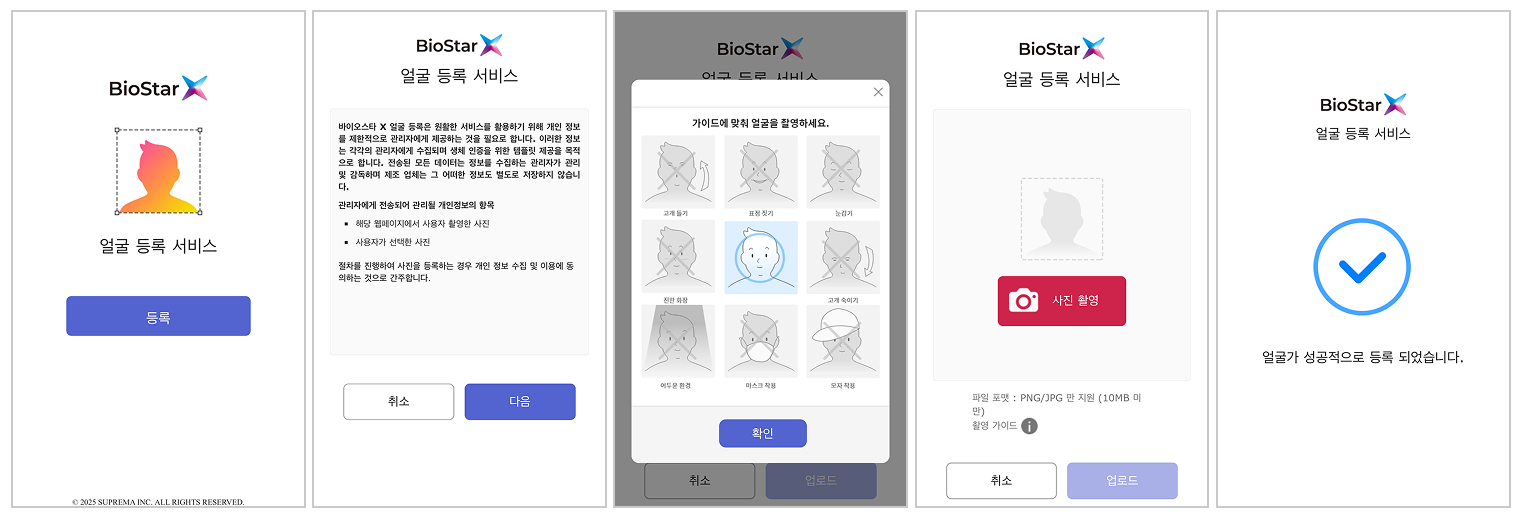 BioStar X
얼굴 등록 서비스
등록
© 2025 SUPREMA INC. ALL RIGHTS RESERVED.
BioStar X
얼굴 등록 서비스
바이오스타 X 얼굴 등록은 원활한 서비스를 활용하기 위해 개인 정보
를 제한적으로 관리자에게 제공하는 것을 필요로 합니다. 이러한 정보
는 각각의 관리자에게 수집되며 생체 인증을 위한 템플릿 제공을 목적
으로 합니다. 전송된 모든 데이터는 정보를 수집하는 관리자가 관리
및 감독하며 제조 업체는 그 어떠한 정보도 별도로 저장하지 않습니
다.
관리자에게 전송되어 관리될 개인정보의 항목
▪ 해당 웹페이지에서 사용자 촬영한 사진
▪ 사용자가 선택한 사진
절차를 진행하여 사진을 등록하는 경우 개인 정보 수집 및 이용에 동
의하는 것으로 간주합니다.
취소
다음
BioStar X
얼굴 등록 서비스
가이드에 맞춰 얼굴을 촬영하세요.
고개 들기
표정 짓기
눈감기
진한 화장
고개 숙이기
어두운 환경
마스크 착용
모자 착용
확인
취소
업로드
BioStar X
얼굴 등록 서비스
사진 촬영
파일 포맷 : PNG/JPG 만 지원 (10MB 미
만)
촬영 가이드
취소
업로드
BioStar X
얼굴 등록 서비스
얼굴가 성공적으로 등록 되었습니다.